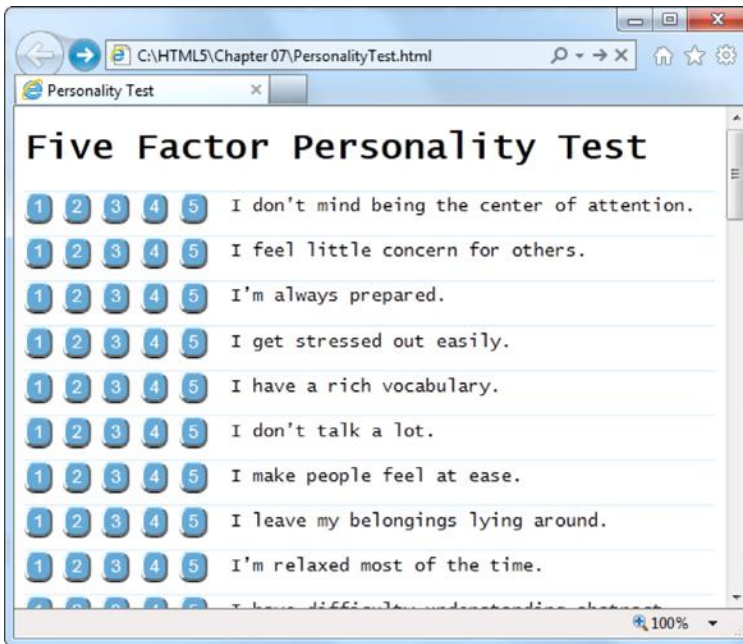 C:\HTML5\Chapter 07\PersonalityTest.html
Personality Test
Five Factor Personality Test
1 2 3 4 5 I don't mind being the center of attention.
1 2 3 4 5 I feel little concern for others.
1 2 3 4 5 I'm always prepared.
1 2 3 4 5 I get stressed out easily.
1 2 3 4 5 I have a rich vocabulary.
1 2 3 4 5 I don't talk a lot.
1 2 3 4 5 I make people feel at ease.
1 2 3 4 5 I leave my belongings lying around.
1 2 3 4 5 I'm relaxed most of the time.
I have difficulty understanding abstract
100%